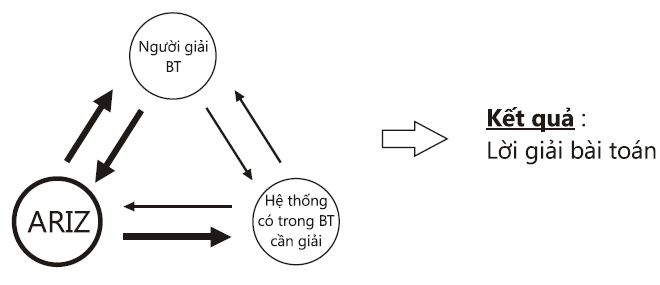 Người giải
BT
Kết quả :
Lời giải bài toán
ARIZ
Hệ thống
có trong BT
cần giải